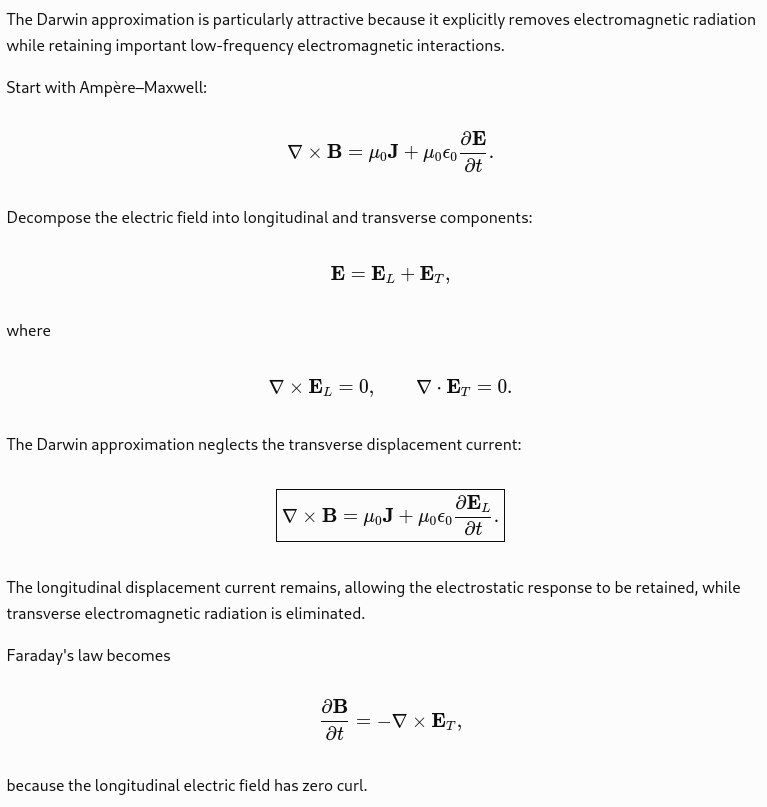 The Darwin approximation is particularly attractive because it explicitly removes electromagnetic radiation
while retaining important low-frequency electromagnetic interactions.
Start with Ampère–Maxwell:
∇ × 𝐁 = μ₀𝐉 + μ₀ϵ₀ ∂𝐄/∂t.
Decompose the electric field into longitudinal and transverse components:
𝐄 = 𝐄_L + 𝐄_T,
where
∇ × 𝐄_L = 0, ∇ · 𝐄_T = 0.
The Darwin approximation neglects the transverse displacement current:
∇ × 𝐁 = μ₀𝐉 + μ₀ϵ₀ ∂𝐄_L/∂t.
The longitudinal displacement current remains, allowing the electrostatic response to be retained, while
transverse electromagnetic radiation is eliminated.
Faraday's law becomes
∂𝐁/∂t = −∇ × 𝐄_T,
because the longitudinal electric field has zero curl.